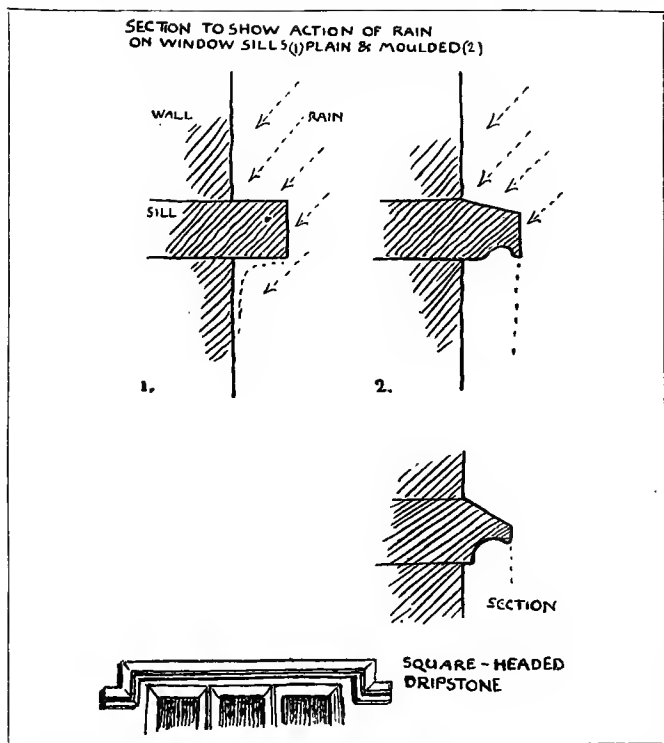 SECTION TO SHOW ACTION OF RAIN
ON WINDOW SILLS(1)PLAIN & MOULDED(2)
WALL
RAIN
SILL
1.
2.
SECTION
SQUARE-HEADED
DRIPSTONE